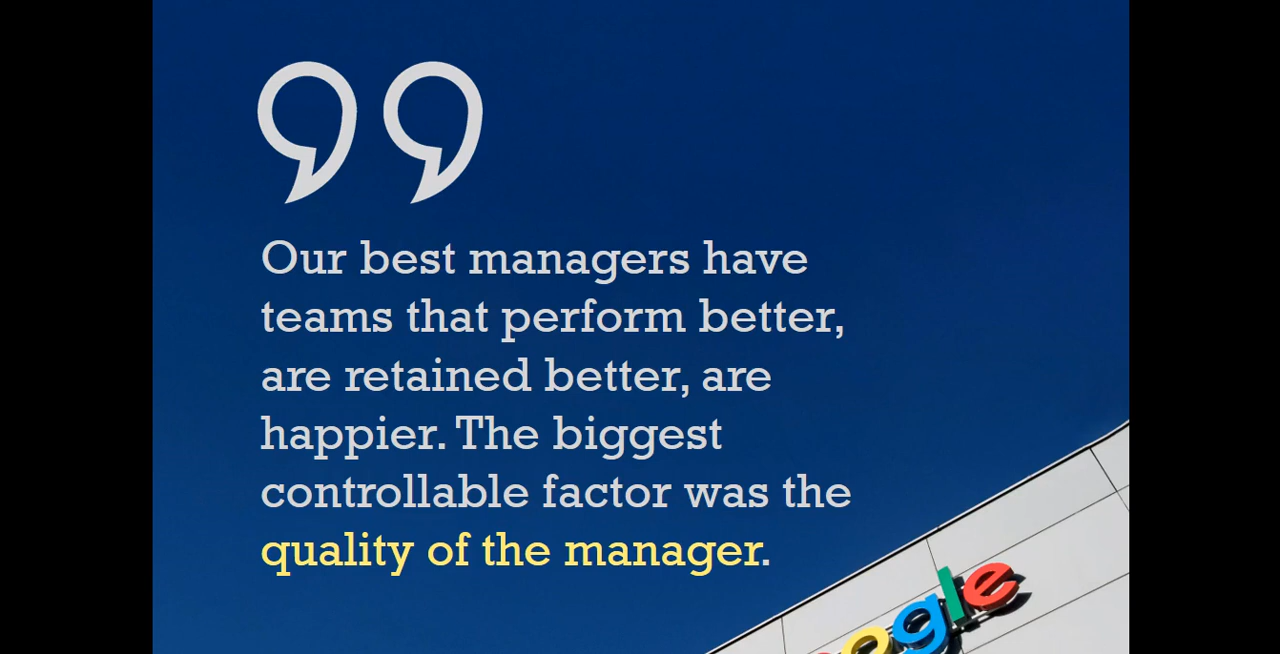 Our best managers have
teams that perform better,
are retained better, are
happier. The biggest
controllable factor was the
quality of the manager.
ogle